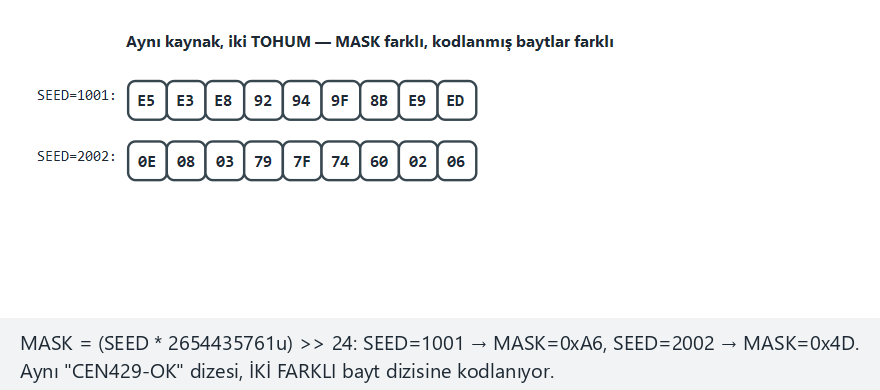 Aynı kaynak, iki TOHUM — MASK farklı, kodlanmış baytlar farklı
SEED=1001: E5 E3 E8 92 94 9F 8B E9 ED
SEED=2002: 0E 08 03 79 7F 74 60 02 06
MASK = (SEED * 2654435761u) >> 24: SEED=1001 → MASK=0xA6, SEED=2002 → MASK=0x4D.
Aynı "CEN429-OK" dizesi, İKİ FARKLI bayt dizisine kodlanıyor.